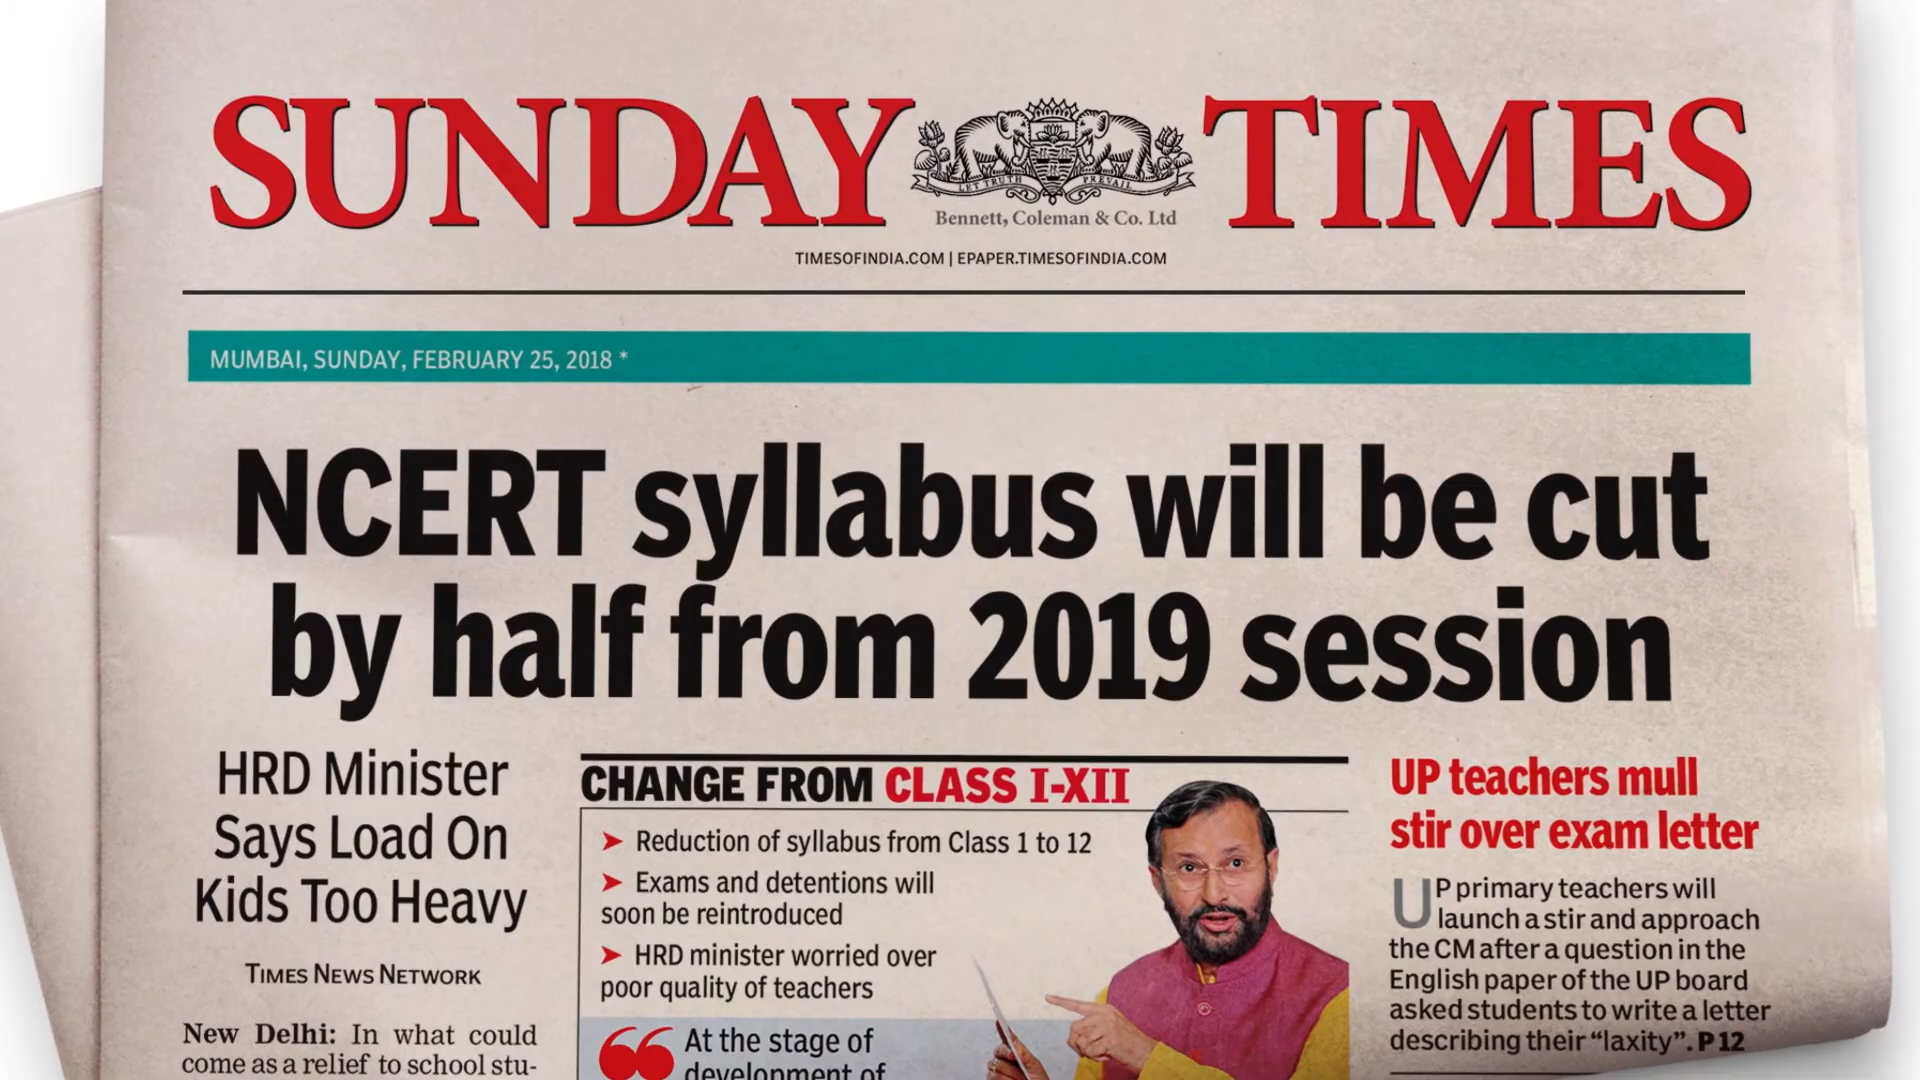 SUNDAY TIMES
LET TRUTH PREVAIL
Bennett, Coleman & Co. Ltd
TIMESOFINDIA.COM | EPAPER.TIMESOFINDIA.COM
MUMBAI, SUNDAY, FEBRUARY 25, 2018 *
NCERT syllabus will be cut
by half from 2019 session
HRD Minister
Says Load On
Kids Too Heavy
TIMES NEWS NETWORK
New Delhi: In what could
come as a relief to school stu-
CHANGE FROM CLASS I-XII
➤ Reduction of syllabus from Class 1 to 12
➤ Exams and detentions will
soon be reintroduced
➤ HRD minister worried over
poor quality of teachers
“ At the stage of
development of
UP teachers mull
stir over exam letter
UP primary teachers will
launch a stir and approach
the CM after a question in the
English paper of the UP board
asked students to write a letter
describing their “laxity”. P 12